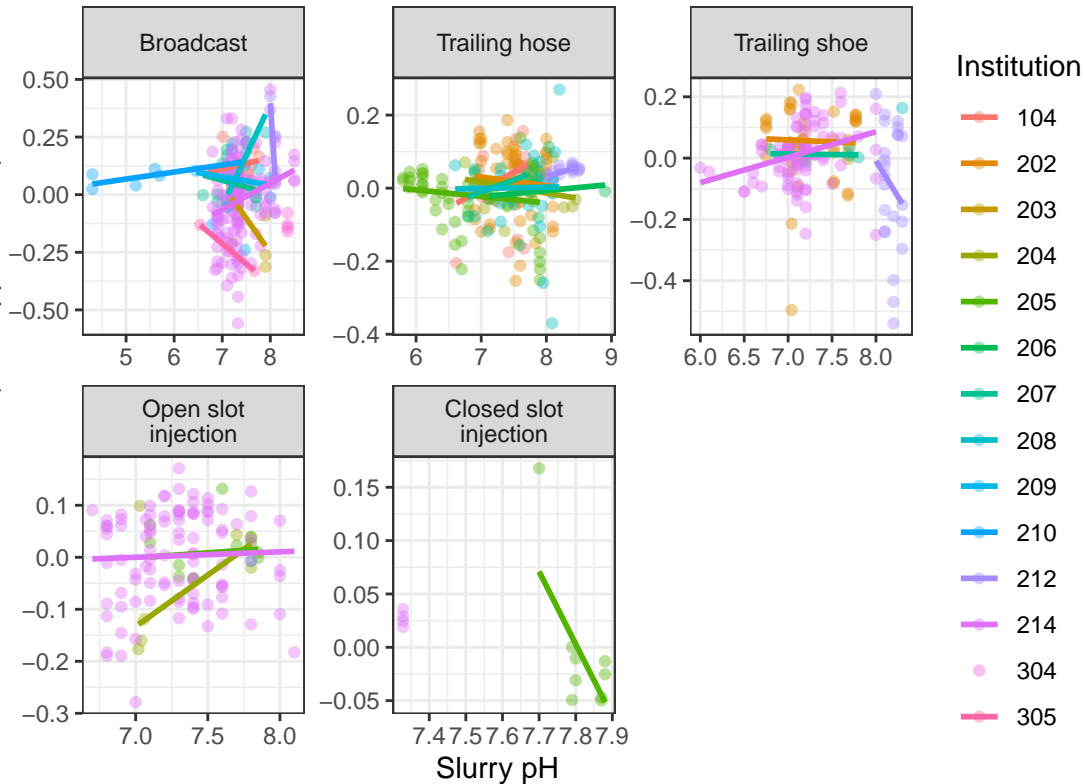 Broadcast
Trailing hose
Trailing shoe
0.50
0.25
0.00
−0.25
−0.50
5 6 7 8
0.2
0.0
−0.2
−0.4
6 7 8 9
0.2
0.0
−0.2
−0.4
6.0 6.5 7.0 7.5 8.0
Open slot
injection
Closed slot
injection
0.1
0.0
−0.1
−0.2
−0.3
7.0 7.5 8.0
0.15
0.10
0.05
0.00
−0.05
7.4 7.5 7.6 7.7 7.8 7.9
Slurry pH
Institution
104
202
203
204
205
206
207
208
209
210
212
214
304
305